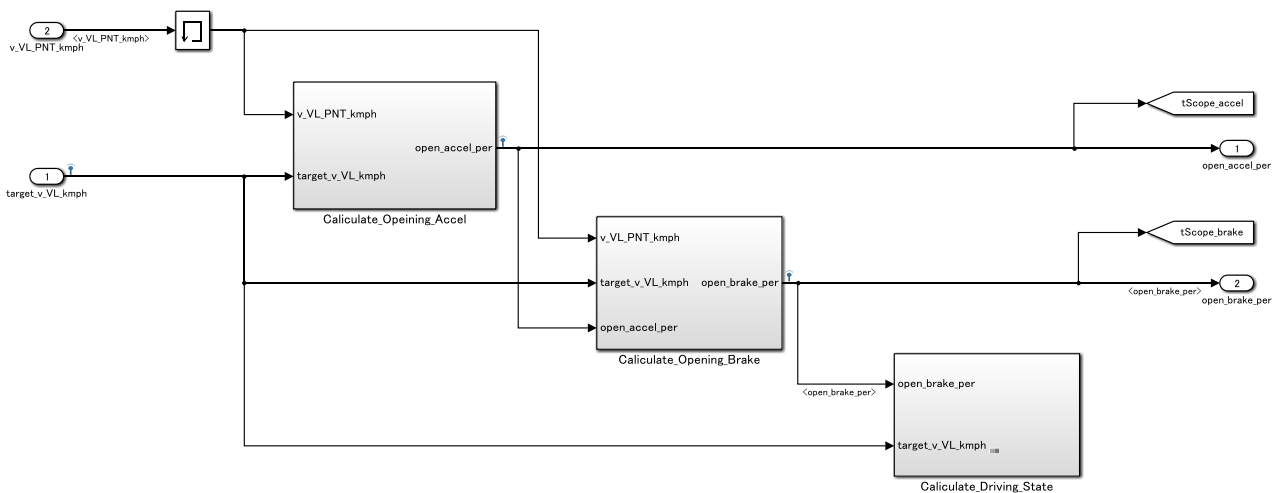 2
<v_VL_PNT_kmph>
v_VL_PNT_kmph
v_VL_PNT_kmph
open_accel_per
target_v_VL_kmph
Caliculate_Opeining_Accel
1
target_v_VL_kmph
tScope_accel
1
open_accel_per
v_VL_PNT_kmph
target_v_VL_kmph open_brake_per
open_accel_per
Caliculate_Opening_Brake
tScope_brake
<open_brake_per>
2
open_brake_per
<open_brake_per>
open_brake_per
target_v_VL_kmph
Caliculate_Driving_State